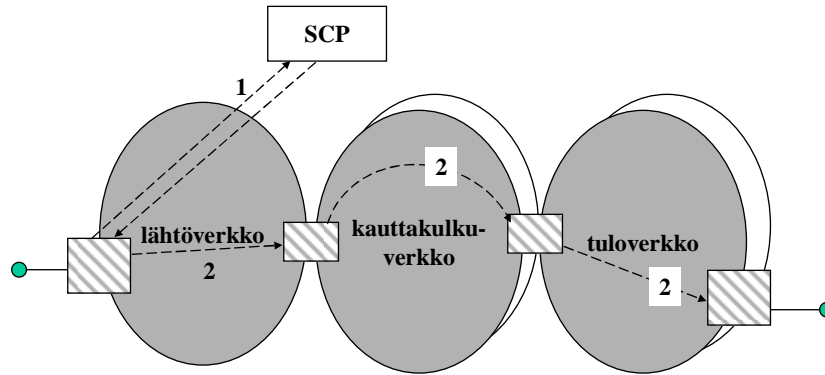 SCP
1
lähtöverkko
2
2
kauttakulku-
verkko
tuloverkko
2